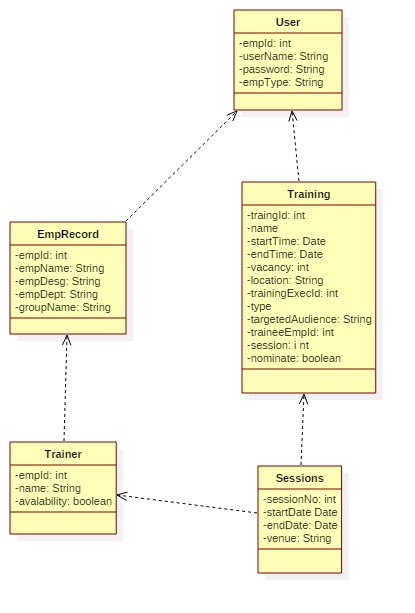 User
-empId: int
-userName: String
-password: String
-empType: String
Training
-traingId: int
-name
-startTime: Date
-endTime: Date
-vacancy: int
-location: String
-trainingExecId: int
-type
-targetedAudience: String
-traineeEmpId: int
-session: i nt
-nominate: boolean
EmpRecord
-empId: int
-empName: String
-empDesg: String
-empDept: String
-groupName: String
Trainer
-empId: int
-name: String
-avalability: boolean
Sessions
-sessionNo: int
-startDate Date
-endDate: Date
-venue: String